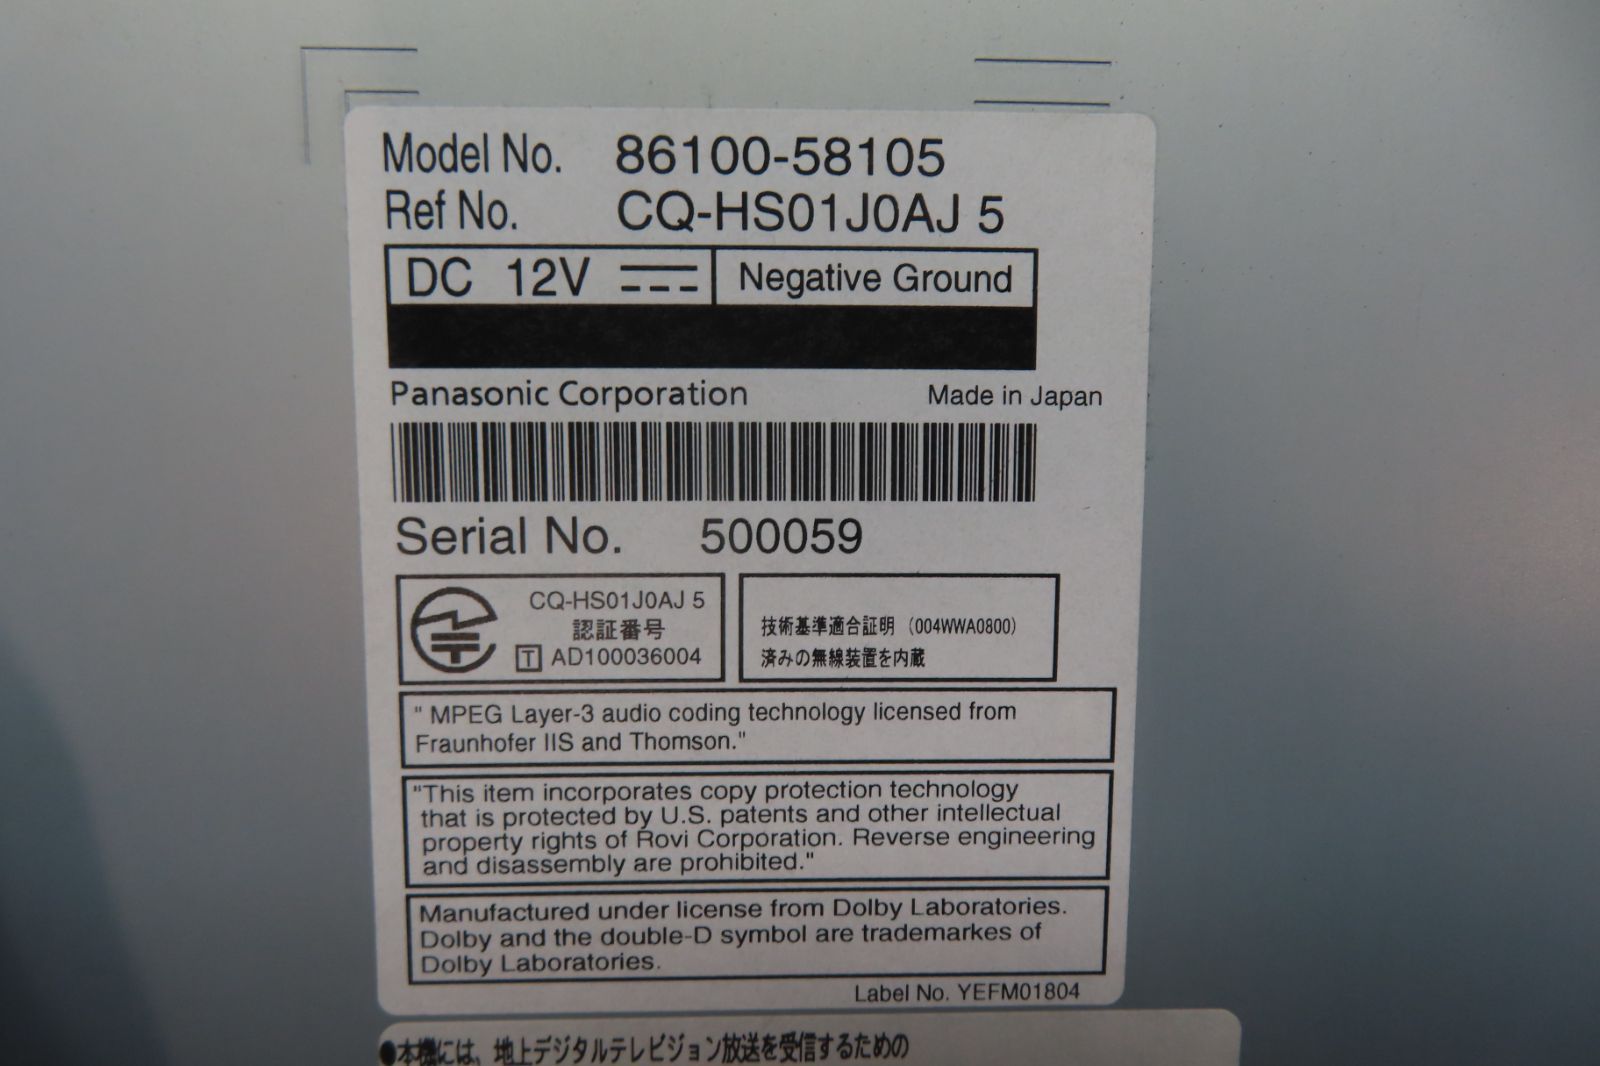 Model No. 86100-58105
Ref No. CQ-HS01J0AJ 5
DC 12V Negative Ground
Panasonic Corporation Made in Japan
Serial No. 500059
CQ-HS01J0AJ 5
認証番号
T AD100036004
技術基準適合証明 (004WWA0800)
済みの無線装置を内蔵
" MPEG Layer-3 audio coding technology licensed from
Fraunhofer IIS and Thomson."
"This item incorporates copy protection technology
that is protected by U.S. patents and other intellectual
property rights of Rovi Corporation. Reverse engineering
and disassembly are prohibited."
Manufactured under license from Dolby Laboratories.
Dolby and the double-D symbol are trademarkes of
Dolby Laboratories.
Label No. YEFM01804
●本機には、地上デジタルテレビジョン放送を受信するための